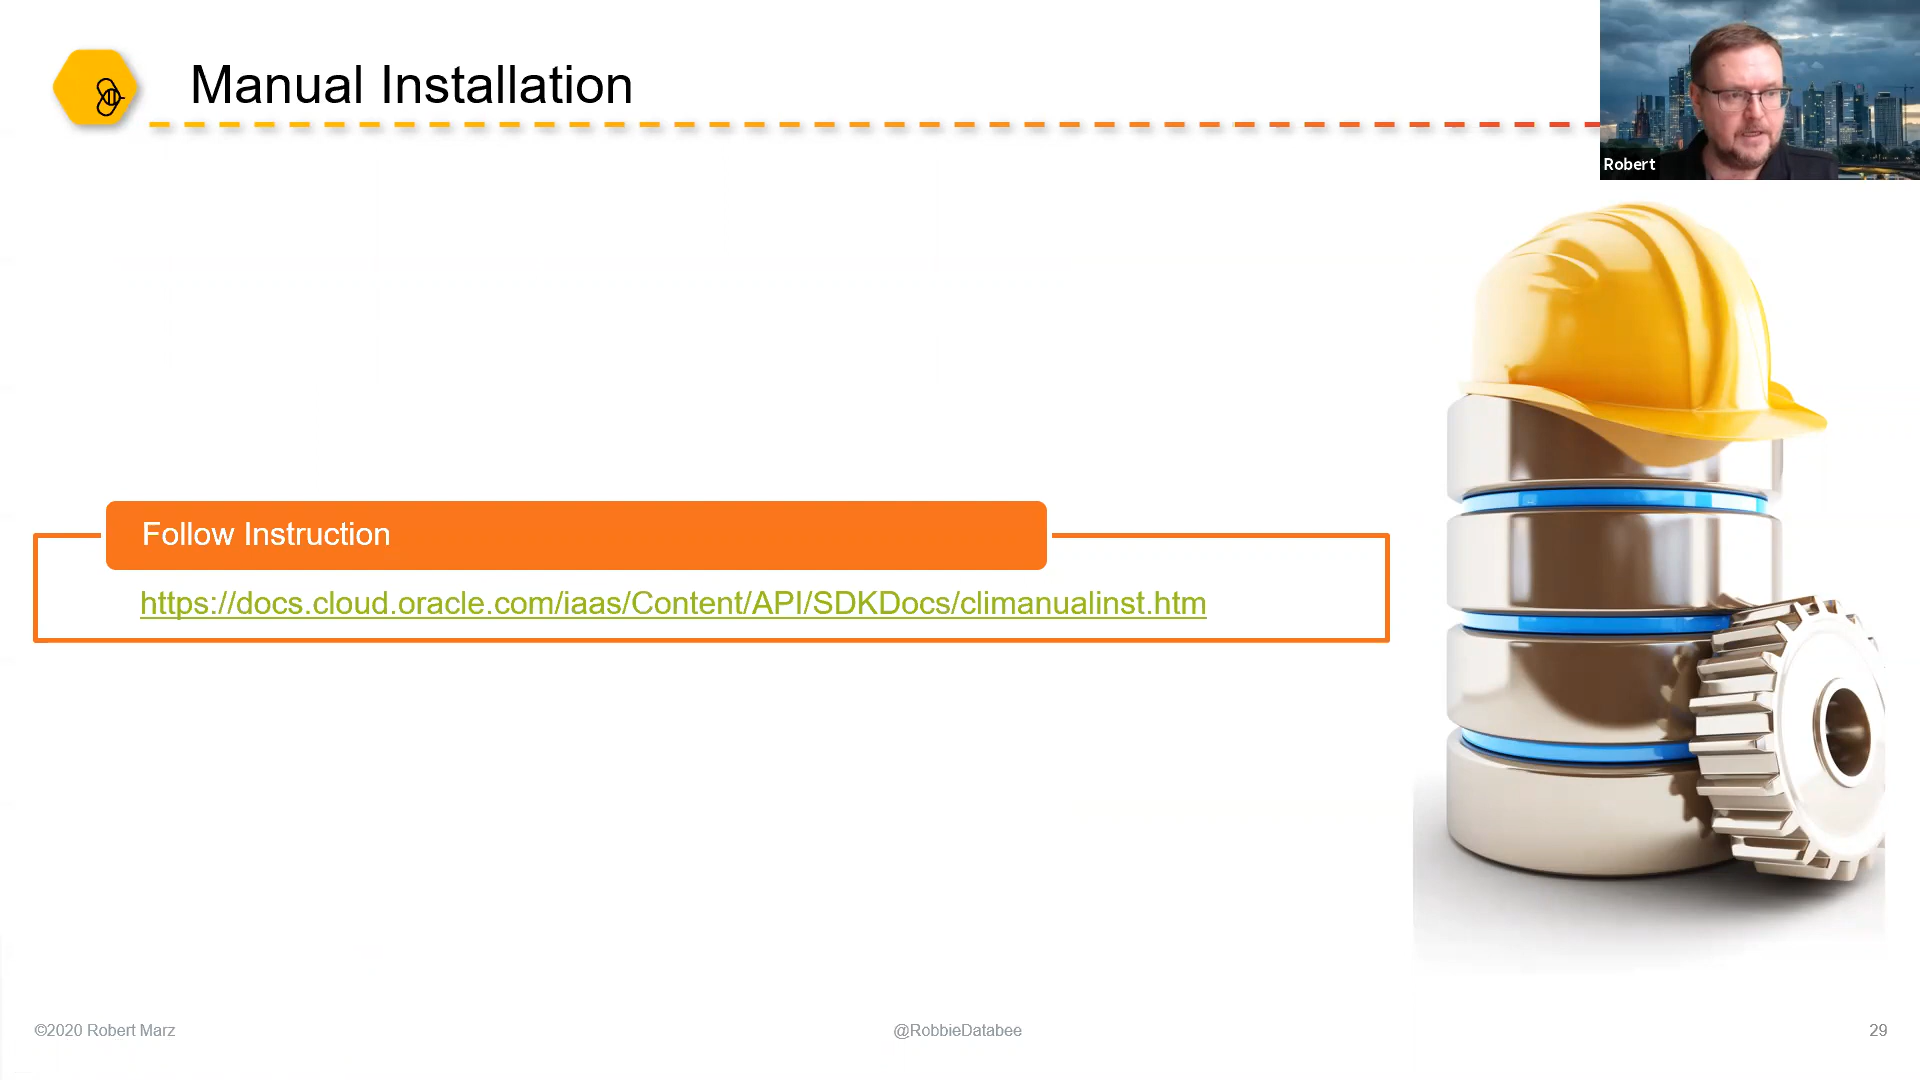 Manual Installation
Robert
Follow Instruction
https://docs.cloud.oracle.com/iaas/Content/API/SDKDocs/climanualinst.htm
©2020 Robert Marz
@RobbieDatabee
29